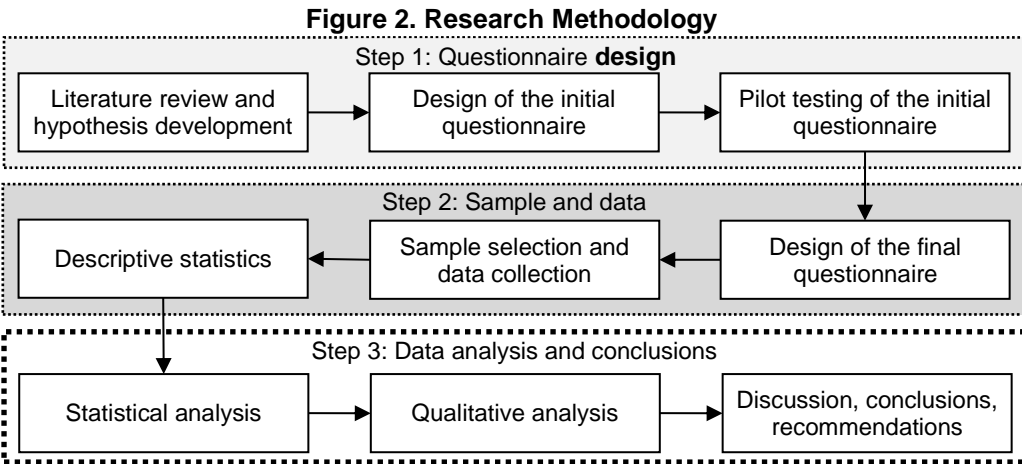 Figure 2. Research Methodology
Step 1: Questionnaire design
Literature review and
hypothesis development
Design of the initial
questionnaire
Pilot testing of the initial
questionnaire
Step 2: Sample and data
Descriptive statistics
Sample selection and
data collection
Design of the final
questionnaire
Step 3: Data analysis and conclusions
Statistical analysis
Qualitative analysis
Discussion, conclusions,
recommendations